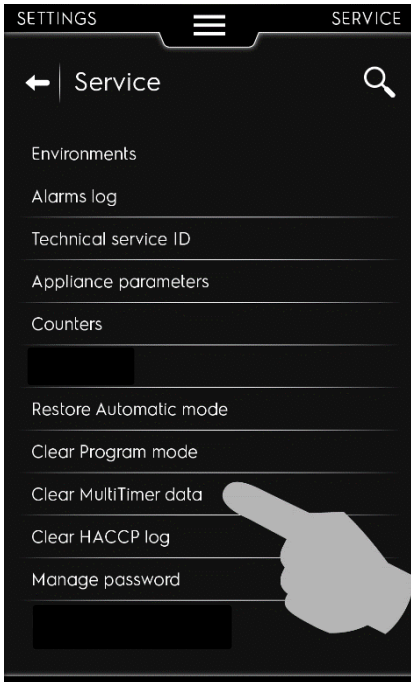 SETTINGS SERVICE
Service
Environments
Alarms log
Technical service ID
Appliance parameters
Counters
Restore Automatic mode
Clear Program mode
Clear MultiTimer data
Clear HACCP log
Manage password